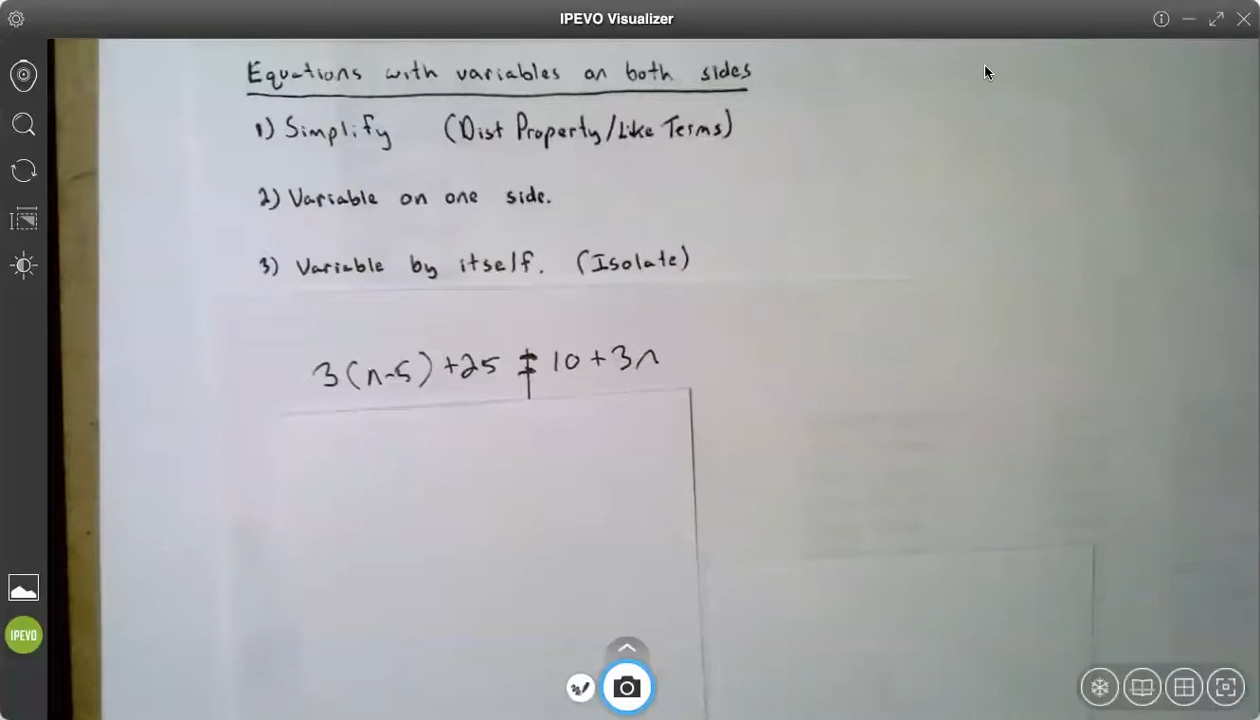 IPEVO Visualizer
Equations with variables on both sides
1) Simplify (Dist Property/Like Terms)
2) Variable on one side.
3) Variable by itself. (Isolate)
3(n-5) +25 = 10 + 3n
IPEVO